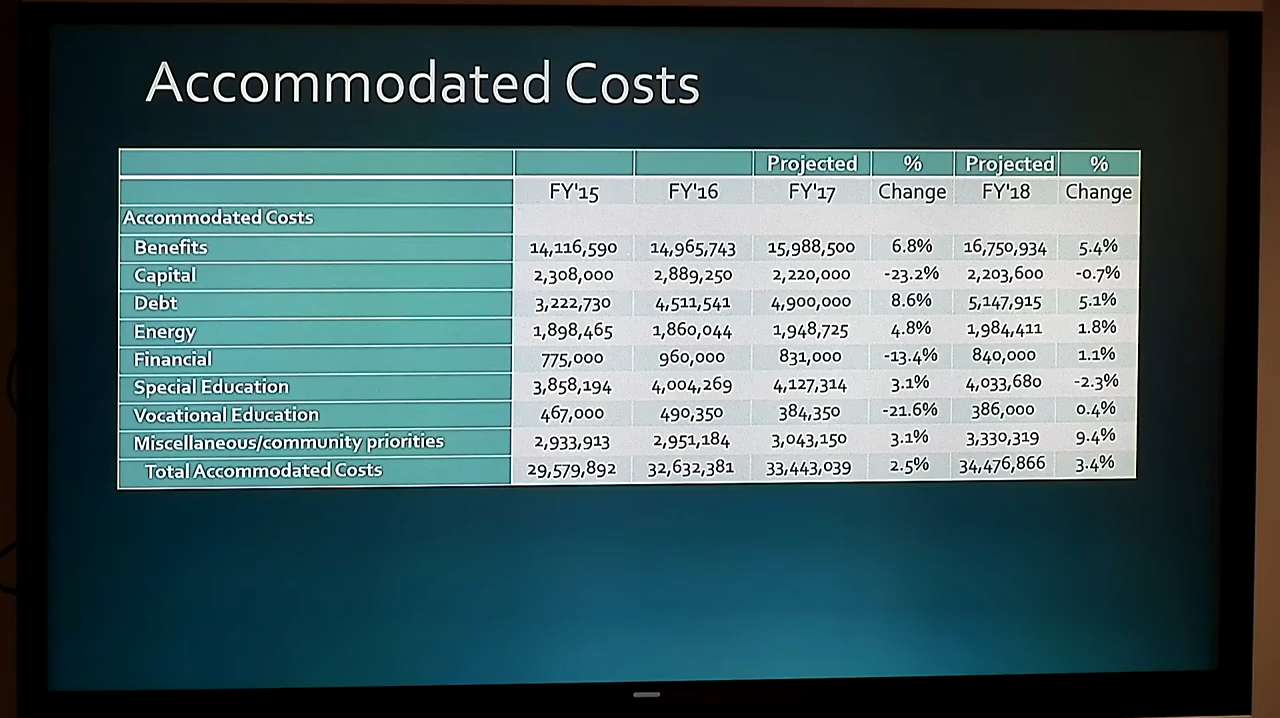 Accommodated Costs
Projected % Projected %
FY'15 FY'16 FY'17 Change FY'18 Change
Accommodated Costs
Benefits 14,116,590 14,965,743 15,988,500 6.8% 16,750,934 5.4%
Capital 2,308,000 2,889,250 2,220,000 -23.2% 2,203,600 -0.7%
Debt 3,222,730 4,511,541 4,900,000 8.6% 5,147,915 5.1%
Energy 1,898,465 1,860,044 1,948,725 4.8% 1,984,411 1.8%
Financial 775,000 960,000 831,000 -13.4% 840,000 1.1%
Special Education 3,858,194 4,004,269 4,127,314 3.1% 4,033,680 -2.3%
Vocational Education 467,000 490,350 384,350 -21.6% 386,000 0.4%
Miscellaneous/community priorities 2,933,913 2,951,184 3,043,150 3.1% 3,330,319 9.4%
Total Accommodated Costs 29,579,892 32,632,381 33,443,039 2.5% 34,476,866 3.4%